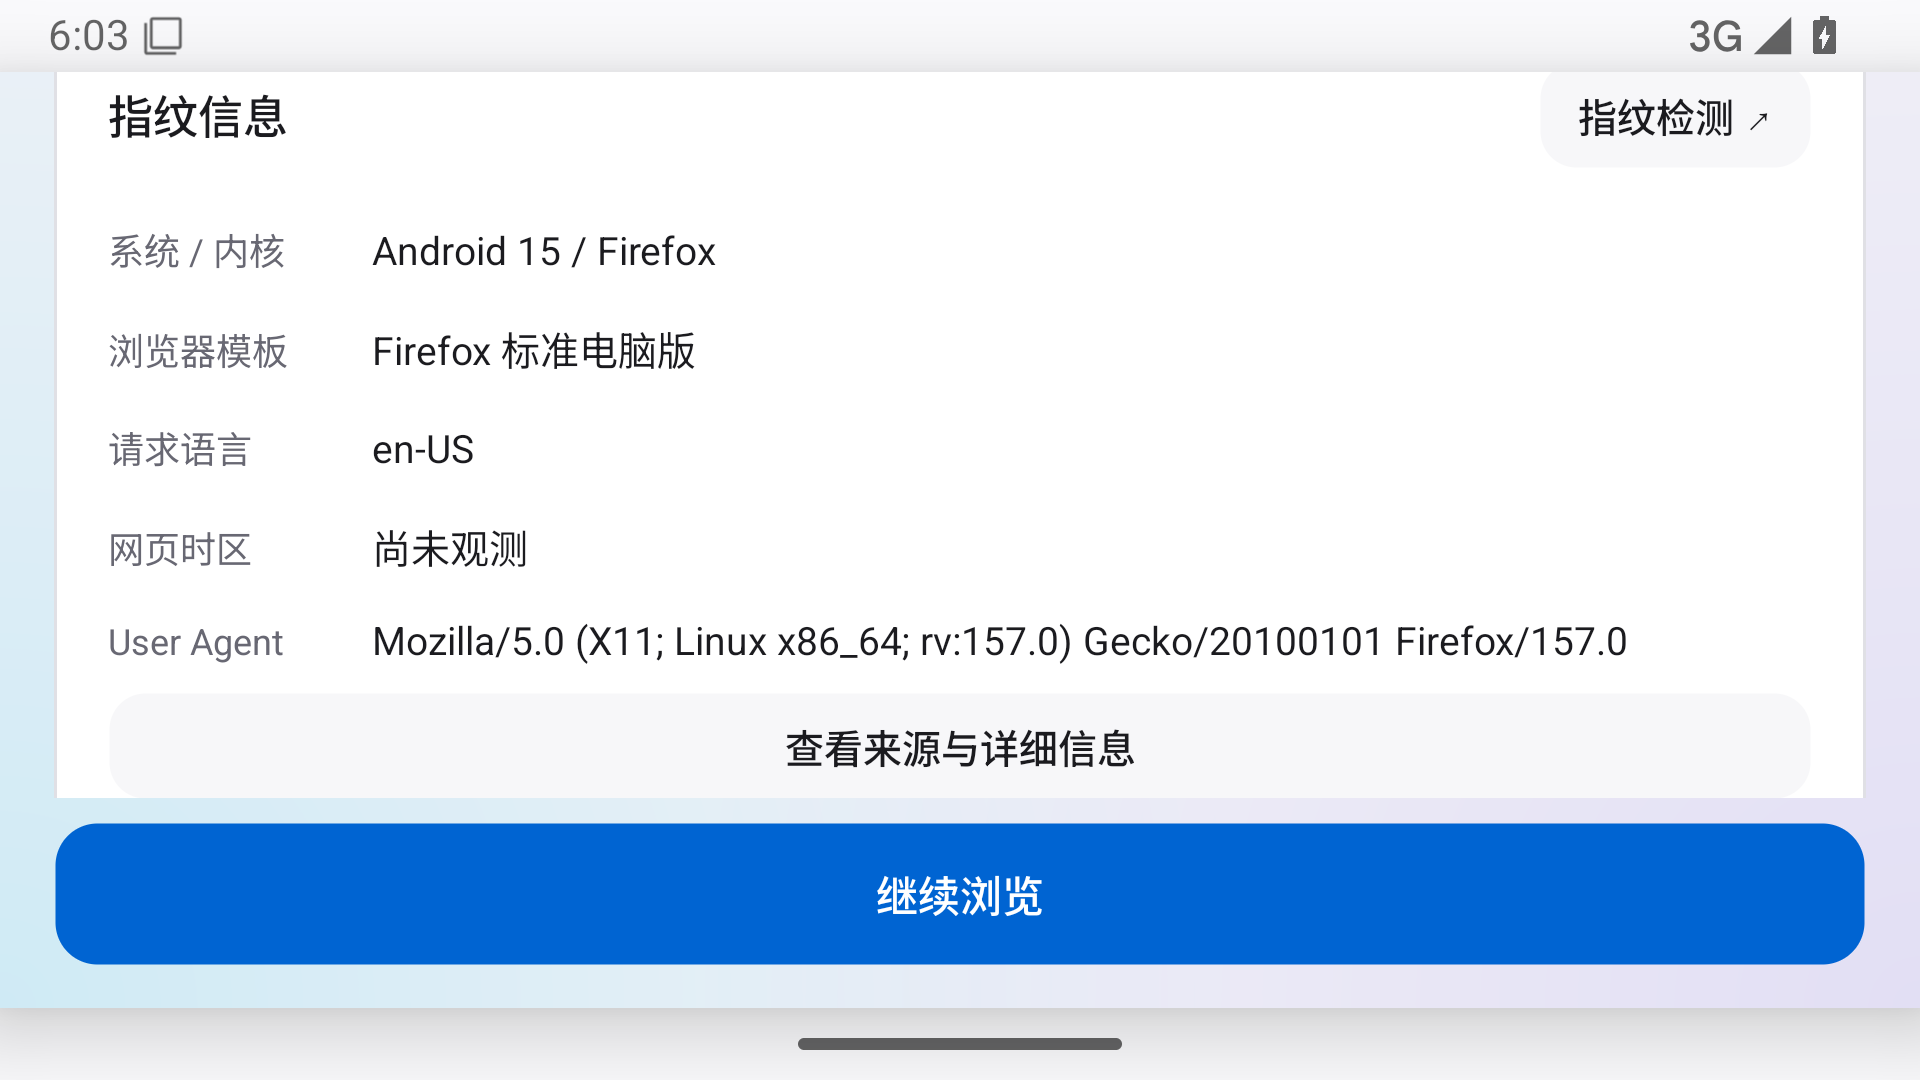 6:03
3G
指纹信息
指纹检测 ↗
系统 / 内核 Android 15 / Firefox
浏览器模板 Firefox 标准电脑版
请求语言 en-US
网页时区 尚未观测
User Agent Mozilla/5.0 (X11; Linux x86_64; rv:157.0) Gecko/20100101 Firefox/157.0
查看来源与详细信息
继续浏览